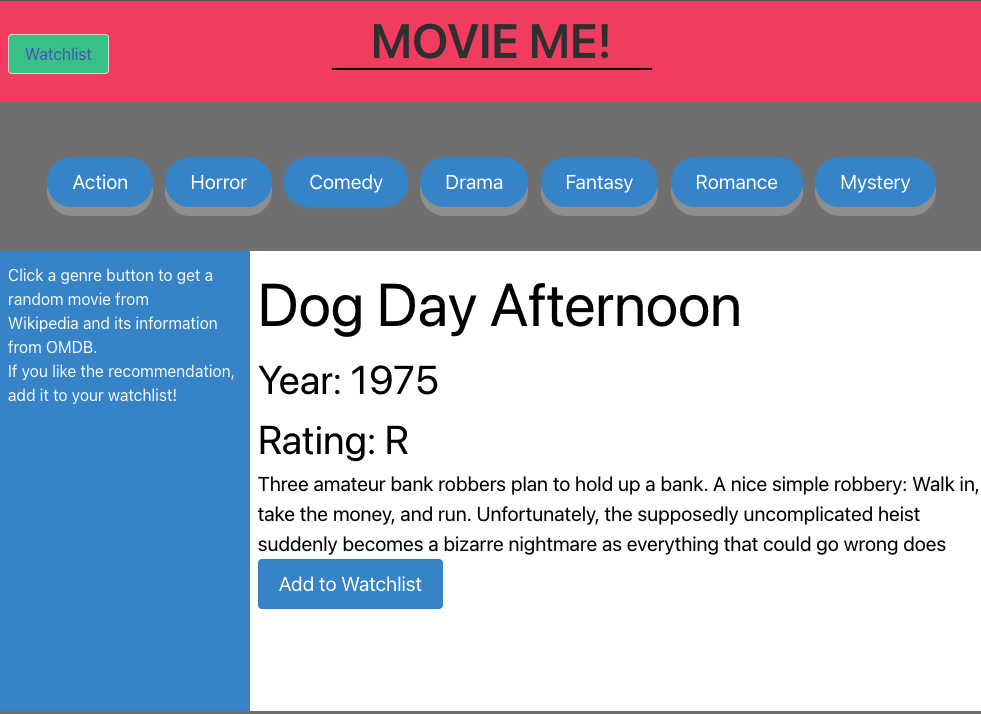 MOVIE ME!
Watchlist
Action Horror Comedy Drama Fantasy Romance Mystery
Click a genre button to get a
random movie from
Wikipedia and its information
from OMDB.
If you like the recommendation,
add it to your watchlist!
Dog Day Afternoon
Year: 1975
Rating: R
Three amateur bank robbers plan to hold up a bank. A nice simple robbery: Walk in,
take the money, and run. Unfortunately, the supposedly uncomplicated heist
suddenly becomes a bizarre nightmare as everything that could go wrong does
Add to Watchlist